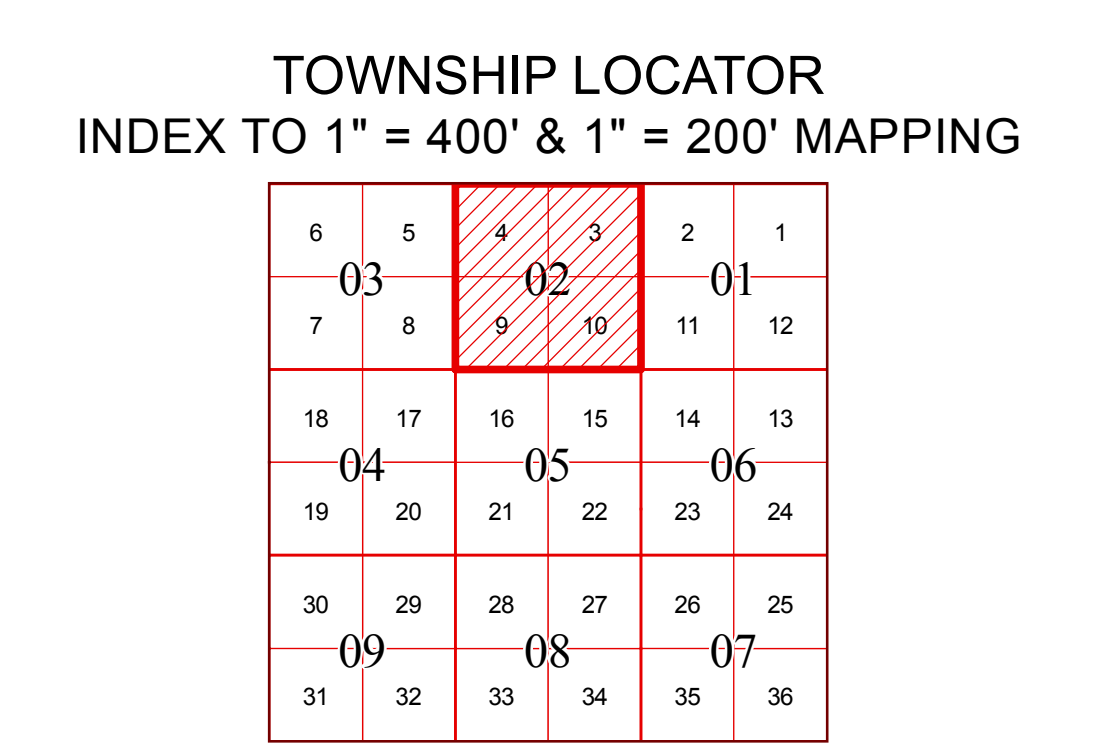 TOWNSHIP LOCATOR
INDEX TO 1" = 400' & 1" = 200' MAPPING
6 5 4 3 2 1
03 02 01
7 8 9 10 11 12
18 17 16 15 14 13
04 05 06
19 20 21 22 23 24
30 29 28 27 26 25
09 08 07
31 32 33 34 35 36